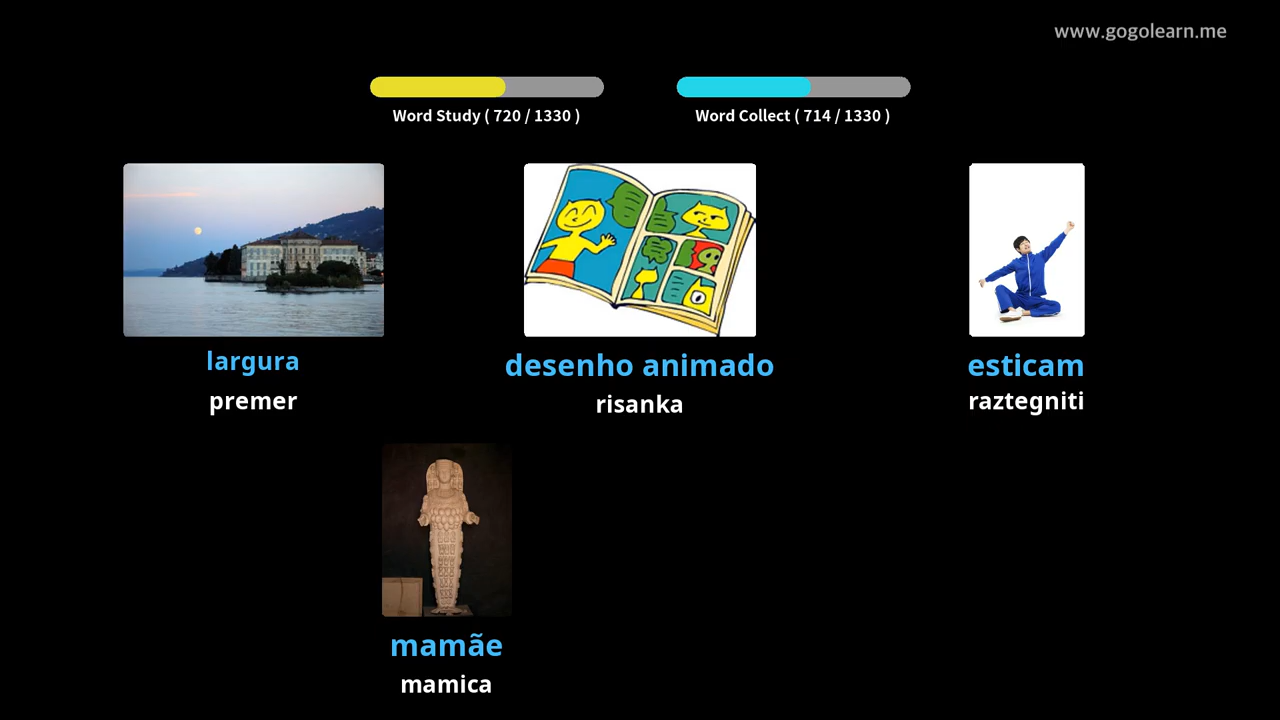 www.gogolearn.me
Word Study ( 720 / 1330 )
Word Collect ( 714 / 1330 )
largura
premer
desenho animado
risanka
esticam
raztegniti
mamãe
mamica